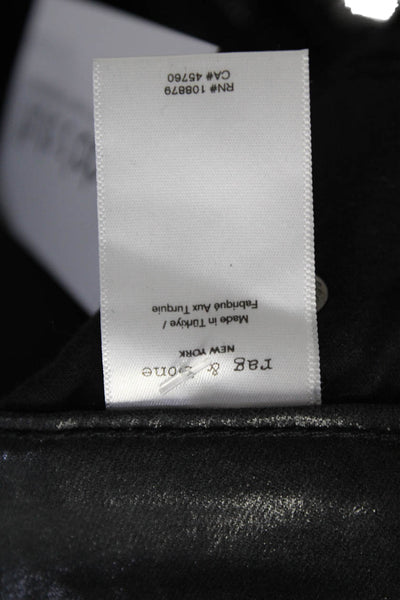 rag & bone
NEW YORK
Made in Türkiye /
Fabriqué Aux Turquie
RN# 108879
CA# 45760